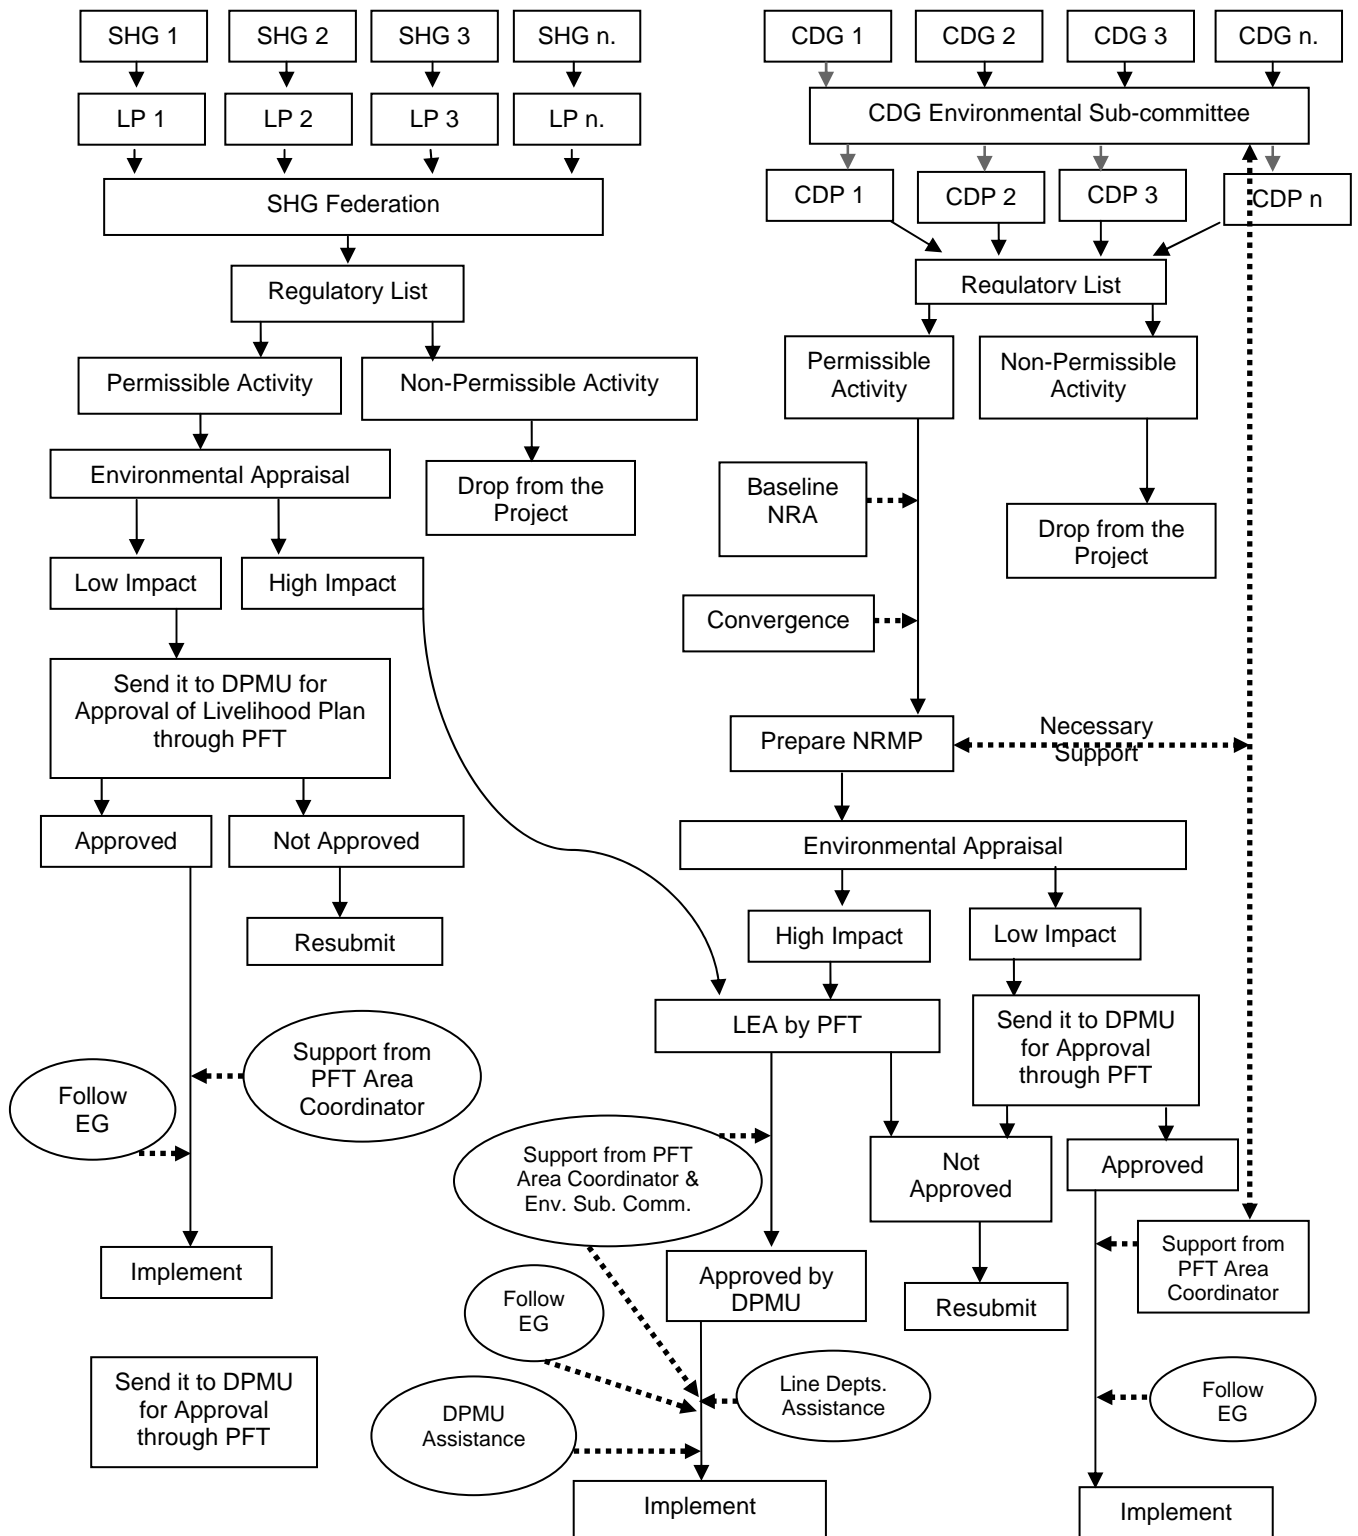 SHG 1
SHG 2
SHG 3
SHG n.
CDG 1
CDG 2
CDG 3
CDG n.
LP 1
LP 2
LP 3
LP n.
CDG Environmental Sub-committee
SHG Federation
CDP 1
CDP 2
CDP 3
CDP n
Regulatory List
Regulatory List
Permissible Activity
Non-Permissible Activity
Permissible
Activity
Non-Permissible
Activity
Environmental Appraisal
Drop from the
Project
Baseline
NRA
Drop from the
Project
Low Impact
High Impact
Convergence
Send it to DPMU for
Approval of Livelihood Plan
through PFT
Prepare NRMP
Necessary
Support
Approved
Not Approved
Environmental Appraisal
Resubmit
High Impact
Low Impact
LEA by PFT
Send it to DPMU
for Approval
through PFT
Support from
PFT Area
Coordinator
Follow
EG
Support from PFT
Area Coordinator &
Env. Sub. Comm.
Not
Approved
Approved
Implement
Approved by
DPMU
Resubmit
Support from
PFT Area
Coordinator
Follow
EG
Send it to DPMU
for Approval
through PFT
DPMU
Assistance
Line Depts.
Assistance
Follow
EG
Implement
Implement